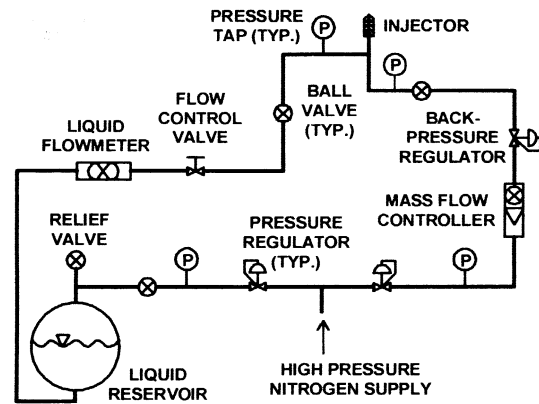 PRESSURE
TAP (TYP.)
P
INJECTOR
P
BALL
VALVE
(TYP.)
FLOW
CONTROL
VALVE
LIQUID
FLOWMETER
BACK-
PRESSURE
REGULATOR
MASS FLOW
CONTROLLER
RELIEF
VALVE
P
PRESSURE
REGULATOR
(TYP.)
P
LIQUID
RESERVOIR
HIGH PRESSURE
NITROGEN SUPPLY